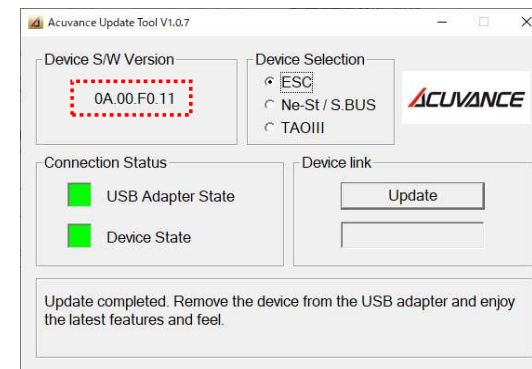 Acuvance Update Tool V1.0.7
Device S/W Version
0A.00.F0.11
Device Selection
ESC
Ne-St / S.BUS
TAOIII
ACUVANCE
Connection Status
USB Adapter State
Device State
Device link
Update
Update completed. Remove the device from the USB adapter and enjoy
the latest features and feel.